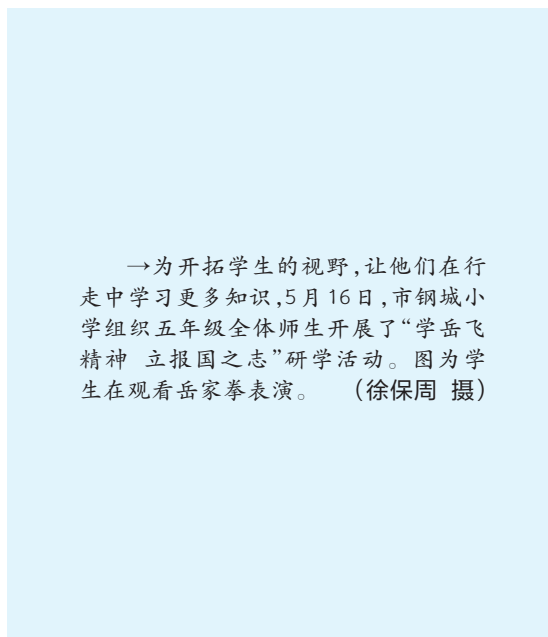 →为开拓学生的视野,让他们在行
走中学习更多知识,5月16日,市钢城小
学组织五年级全体师生开展了“学岳飞
精神 立报国之志”研学活动。图为学
生在观看岳家拳表演。 (徐保周 摄)